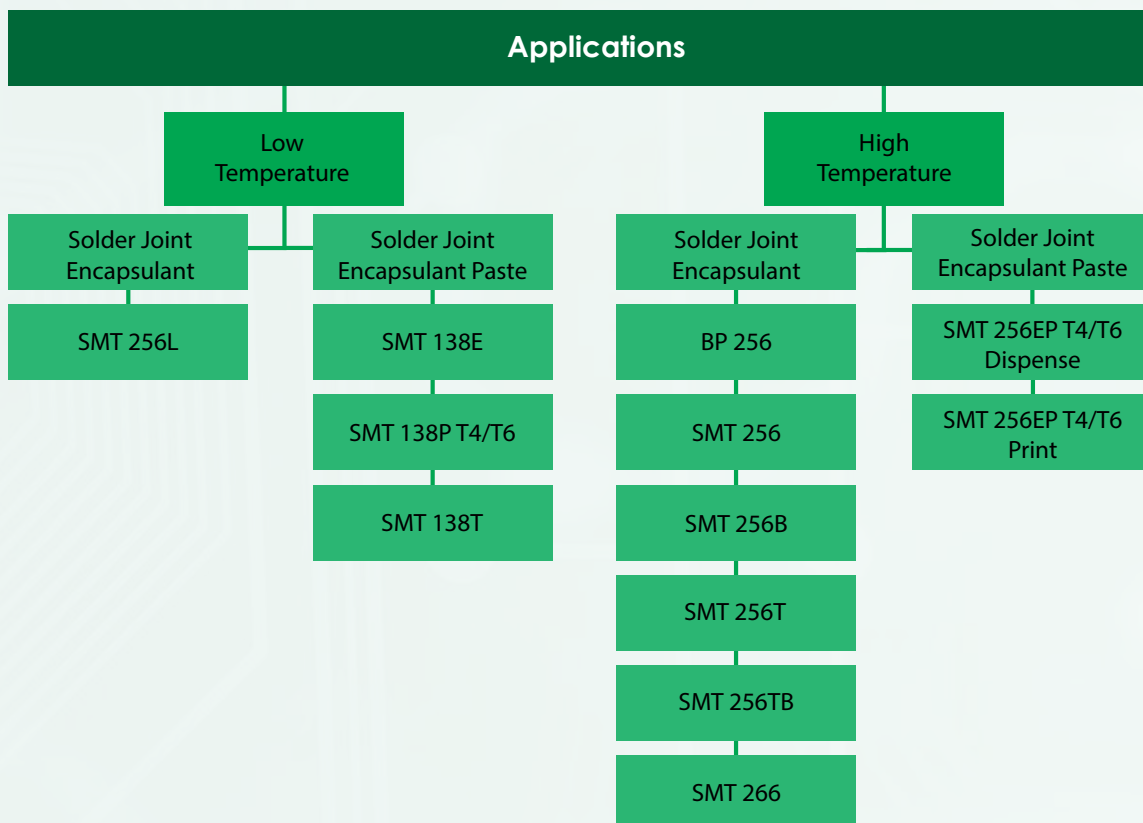 Applications
Low
Temperature
High
Temperature
Solder Joint
Encapsulant
Solder Joint
Encapsulant Paste
Solder Joint
Encapsulant
Solder Joint
Encapsulant Paste
SMT 256L
SMT 138E
SMT 138P T4/T6
SMT 138T
BP 256
SMT 256
SMT 256B
SMT 256T
SMT 256TB
SMT 266
SMT 256EP T4/T6
Dispense
SMT 256EP T4/T6
Print